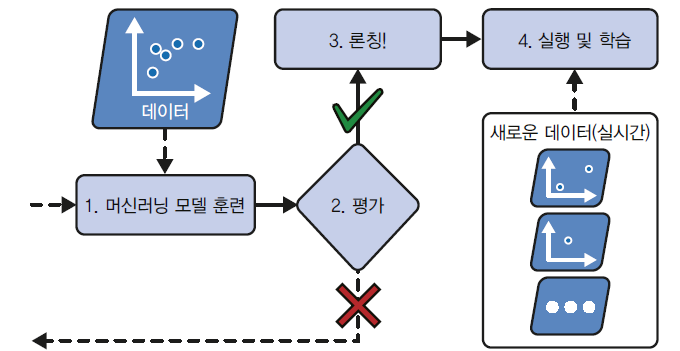 데이터
3. 론칭!
4. 실행 및 학습
새로운 데이터(실시간)
1. 머신러닝 모델 훈련
2. 평가